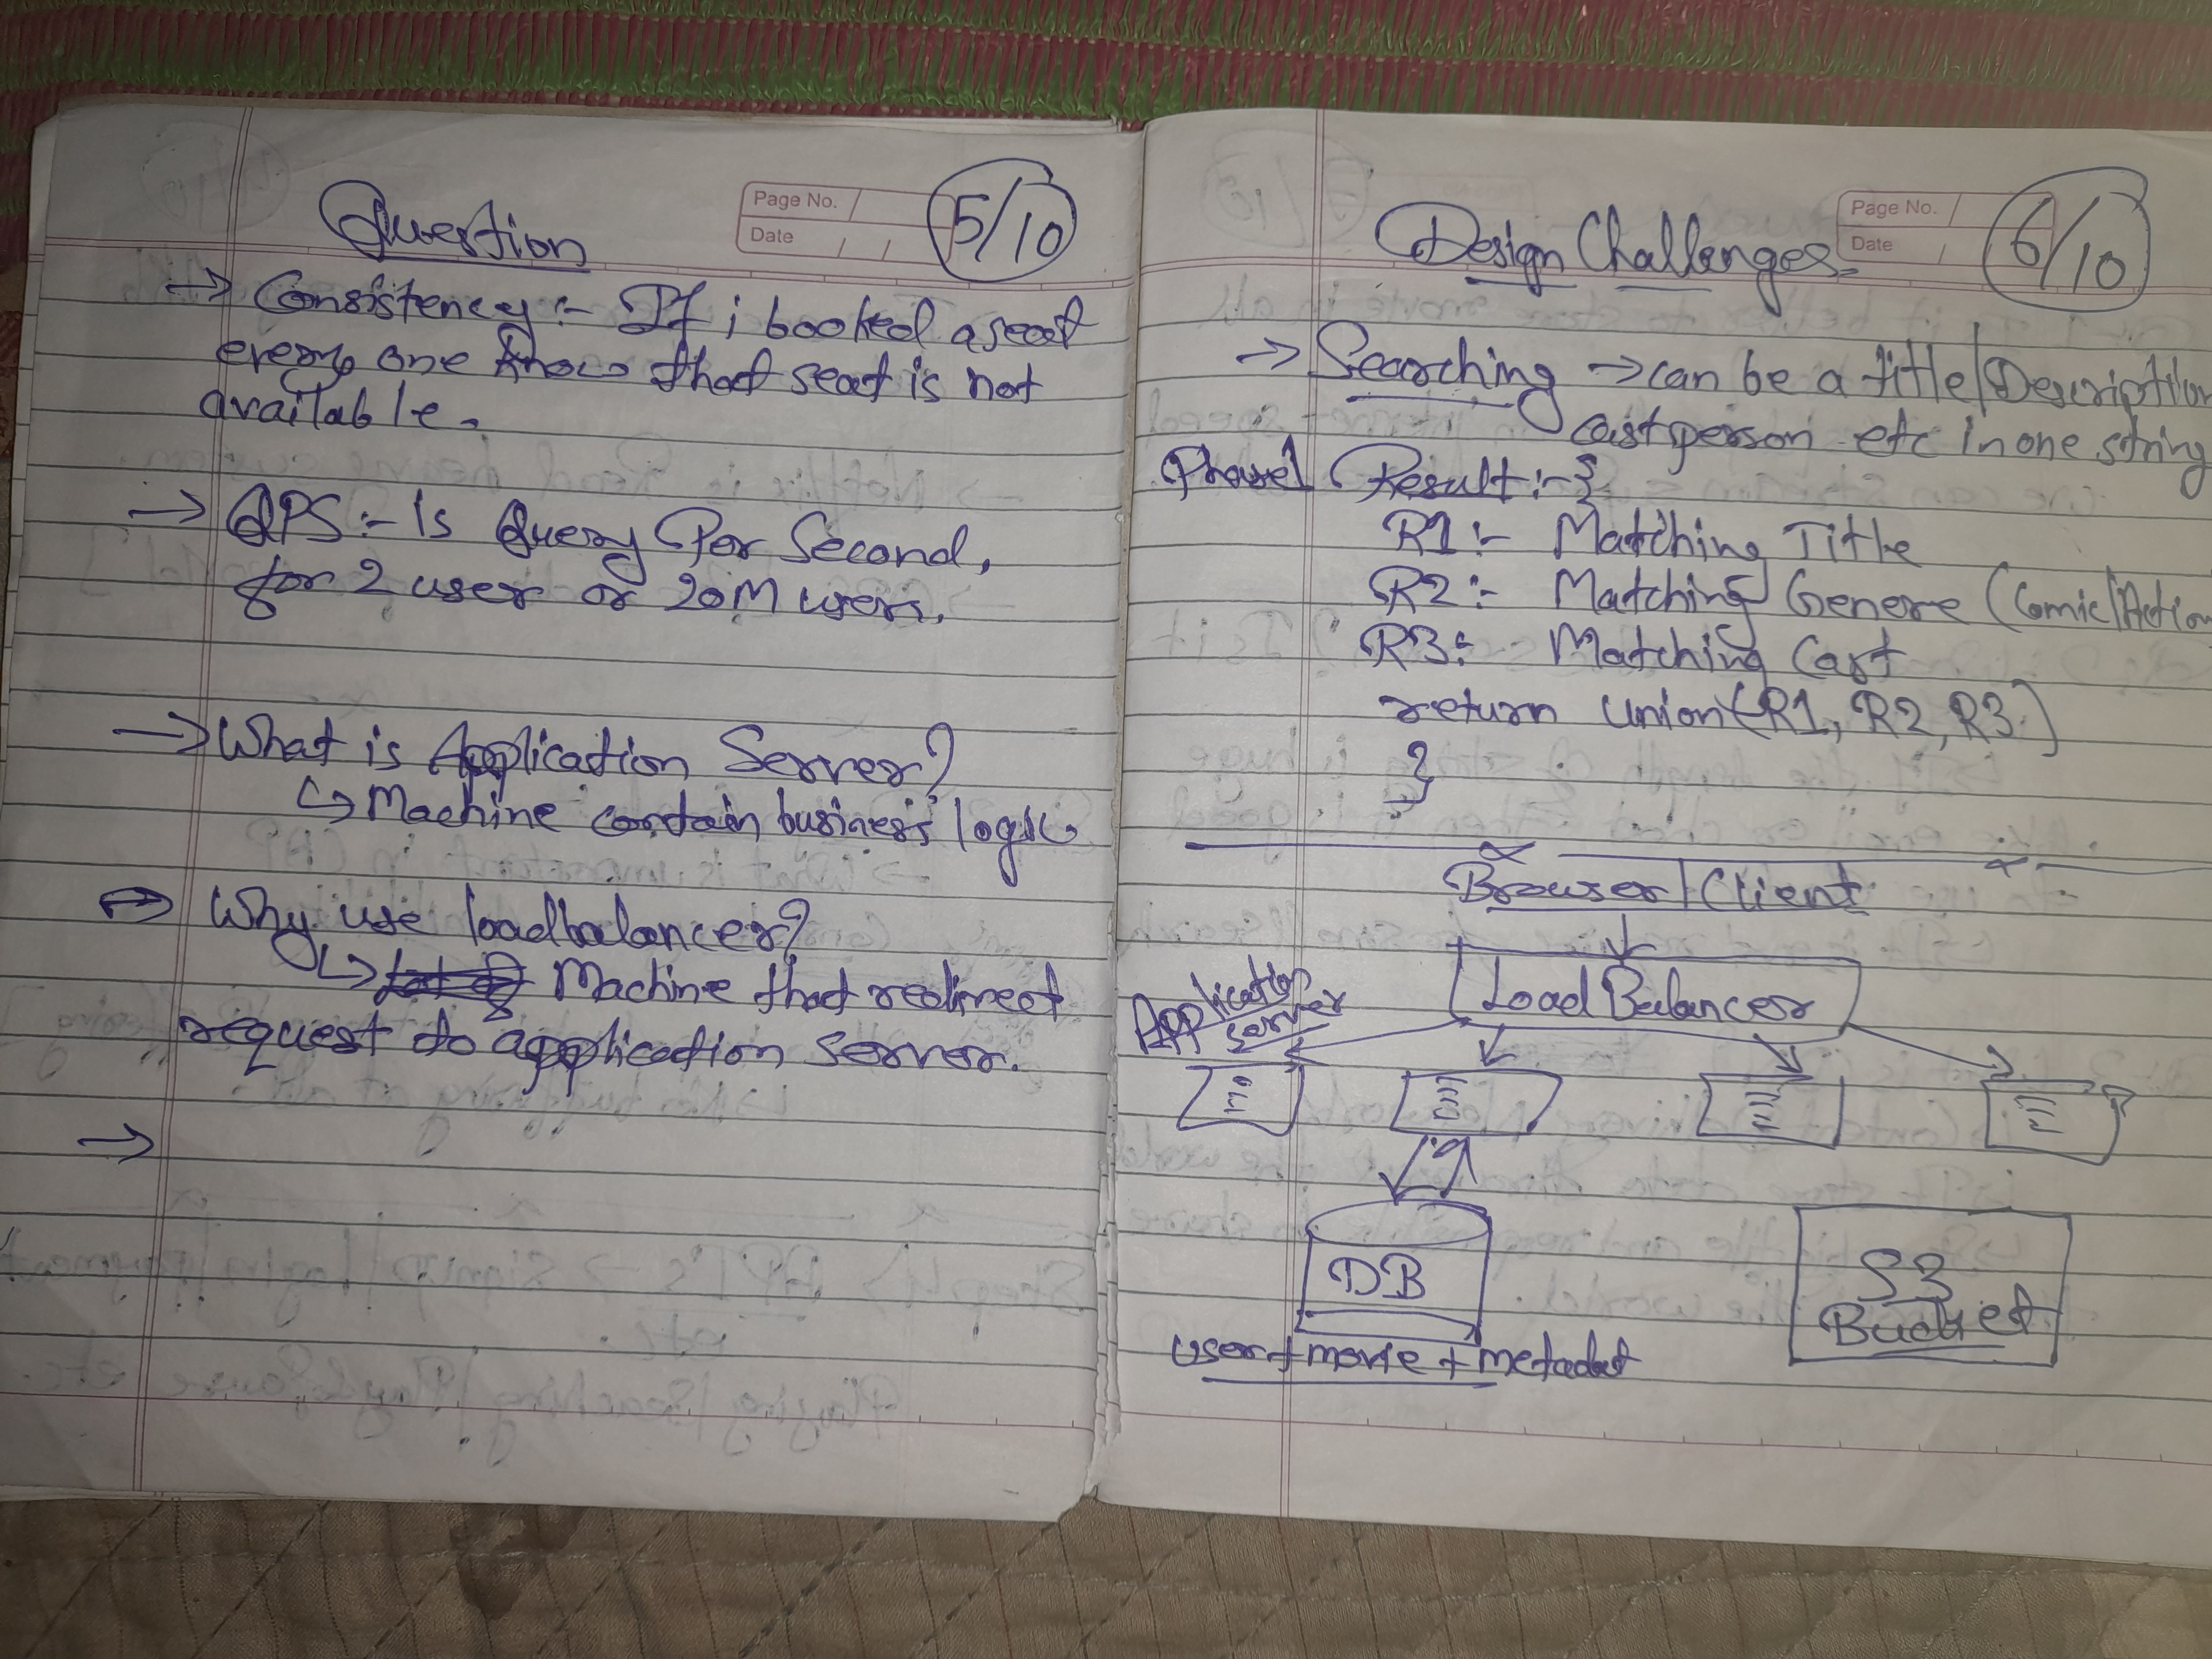 Question
Page No.
Date / /
5/10
→ Consistency :- If i booked a seat
every one know that seat is not
available.
→ QPS :- Is Query Per Second,
for 2 user or 20M users.
→ What is Application Server?
↳ Machine contain business logic
→ Why use loadbalancer?
↳ Machine that redirect
request to application server.
→
Design Challenges
Page No.
Date /
6/10
→ Searching → can be a title/Description
cast person etc in one string
Phase1 Result :- {
R1 :- Matching Title
R2 :- Matching Genere (Comic/Action
R3 :- Matching Cast
return union(R1, R2, R3)
}
Browser/Client
Load Balancer
Application
server
DB
S3
Bucket
user + movie + metadat